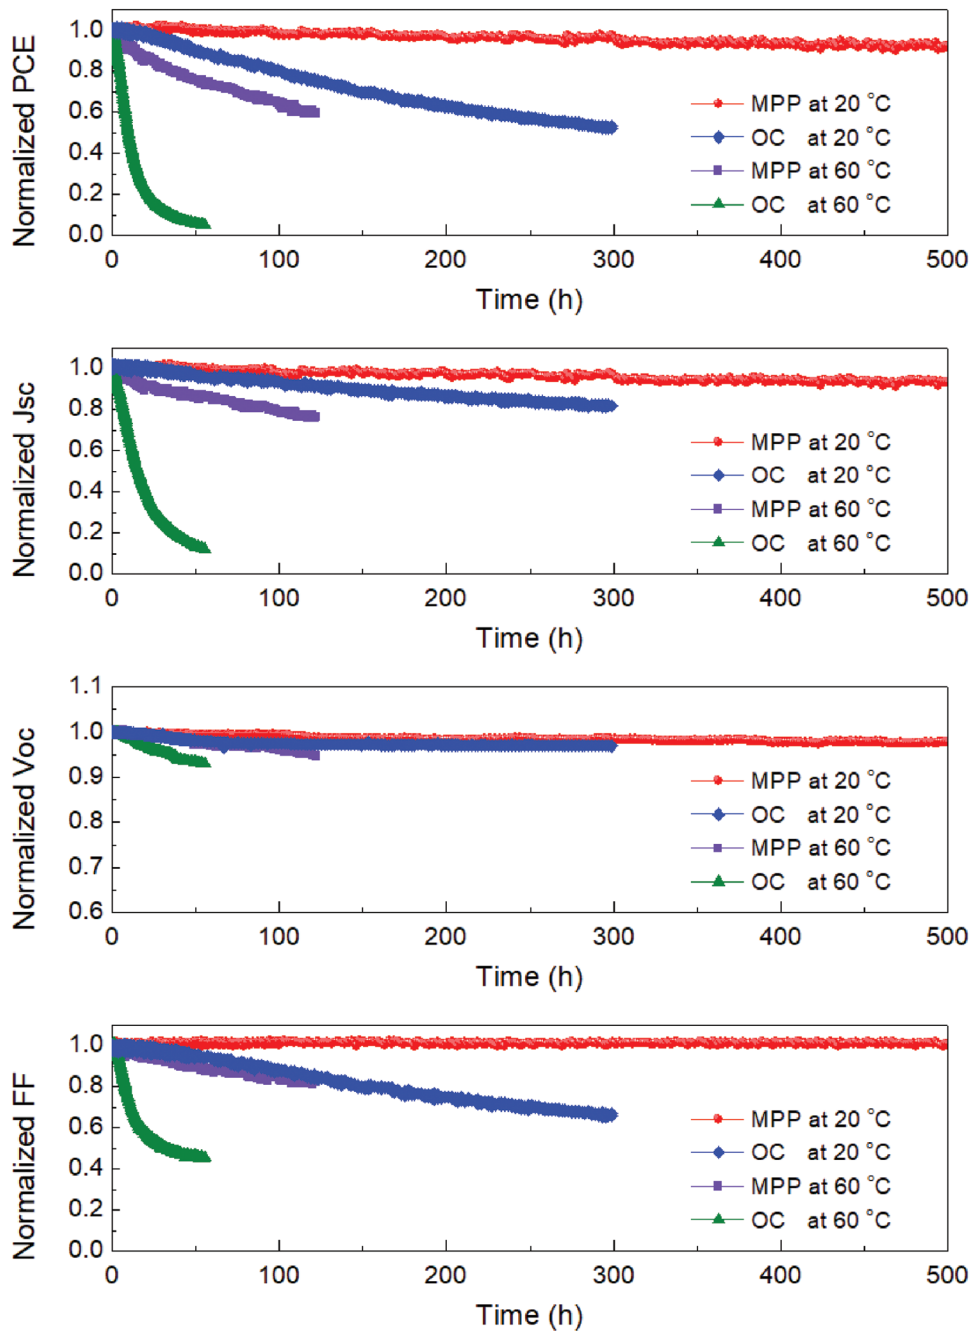 Normalized PCE
1.0
0.8
0.6
0.4
0.2
0.0
MPP at 20 °C
OC at 20 °C
MPP at 60 °C
OC at 60 °C
0 100 200 300 400 500
Time (h)
Normalized Jsc
1.0
0.8
0.6
0.4
0.2
0.0
MPP at 20 °C
OC at 20 °C
MPP at 60 °C
OC at 60 °C
0 100 200 300 400 500
Time (h)
Normalized Voc
1.1
1.0
0.9
0.8
0.7
0.6
MPP at 20 °C
OC at 20 °C
MPP at 60 °C
OC at 60 °C
0 100 200 300 400 500
Time (h)
Normalized FF
1.0
0.8
0.6
0.4
0.2
0.0
MPP at 20 °C
OC at 20 °C
MPP at 60 °C
OC at 60 °C
0 100 200 300 400 500
Time (h)